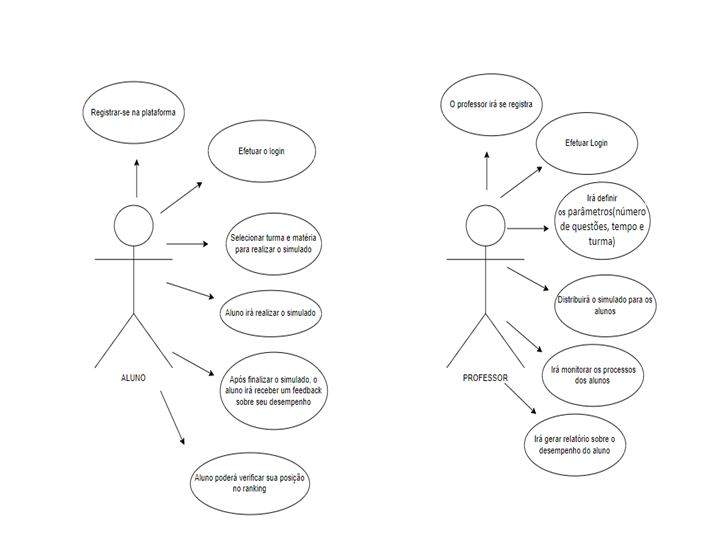 Registrar-se na plataforma
Efetuar o login
Selecionar turma e matéria
para realizar o simulado
Aluno irá realizar o simulado
Após finalizar o simulado, o
aluno irá receber um feedback
sobre seu desempenho
Aluno poderá verificar sua posição
no ranking
ALUNO
O professor irá se registra
Efetuar Login
Irá definir
os parâmetros(número
de questões, tempo e
turma)
Distribuirá o simulado para os
alunos
Irá monitorar os processos
dos alunos
Irá gerar relatório sobre o
desempenho do aluno
PROFESSOR